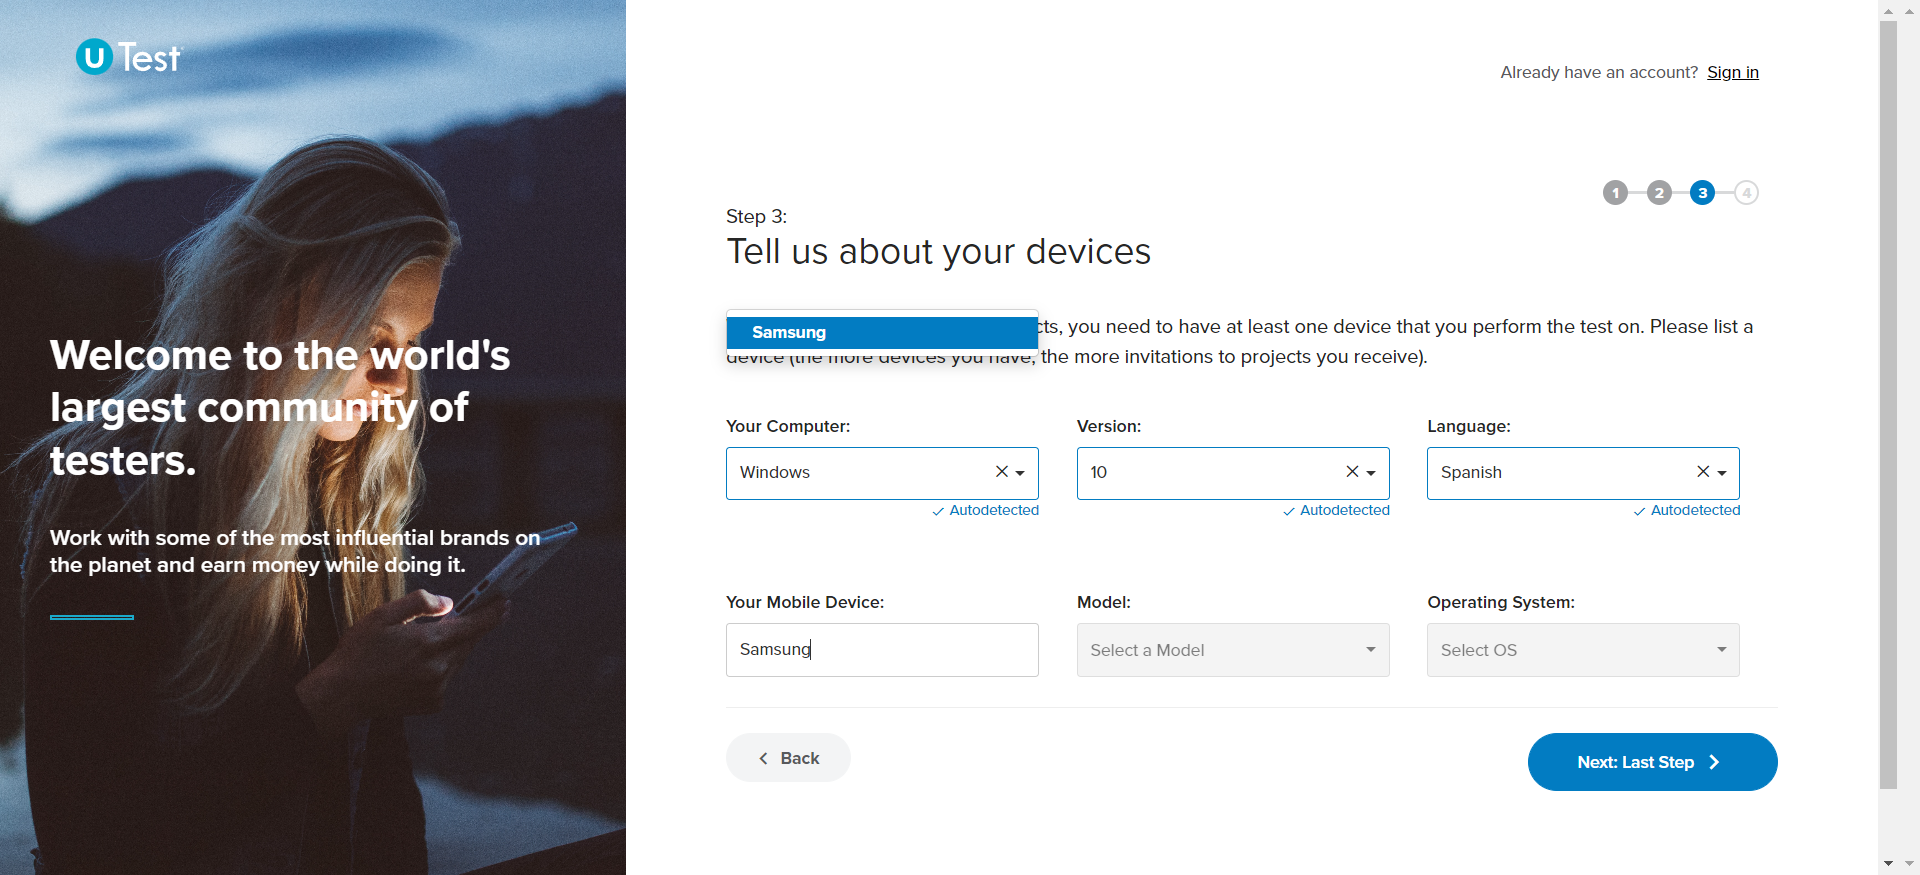 U Test
Already have an account? Sign in
1 2 3 4
Step 3:
Tell us about your devices
Samsung
cts, you need to have at least one device that you perform the test on. Please list a
device (the more devices you have, the more invitations to projects you receive).
Welcome to the world's
largest community of
testers.
Work with some of the most influential brands on
the planet and earn money while doing it.
Your Computer: Version: Language:
Windows 10 Spanish
Autodetected Autodetected Autodetected
Your Mobile Device: Model: Operating System:
Samsung Select a Model Select OS
Back Next: Last Step